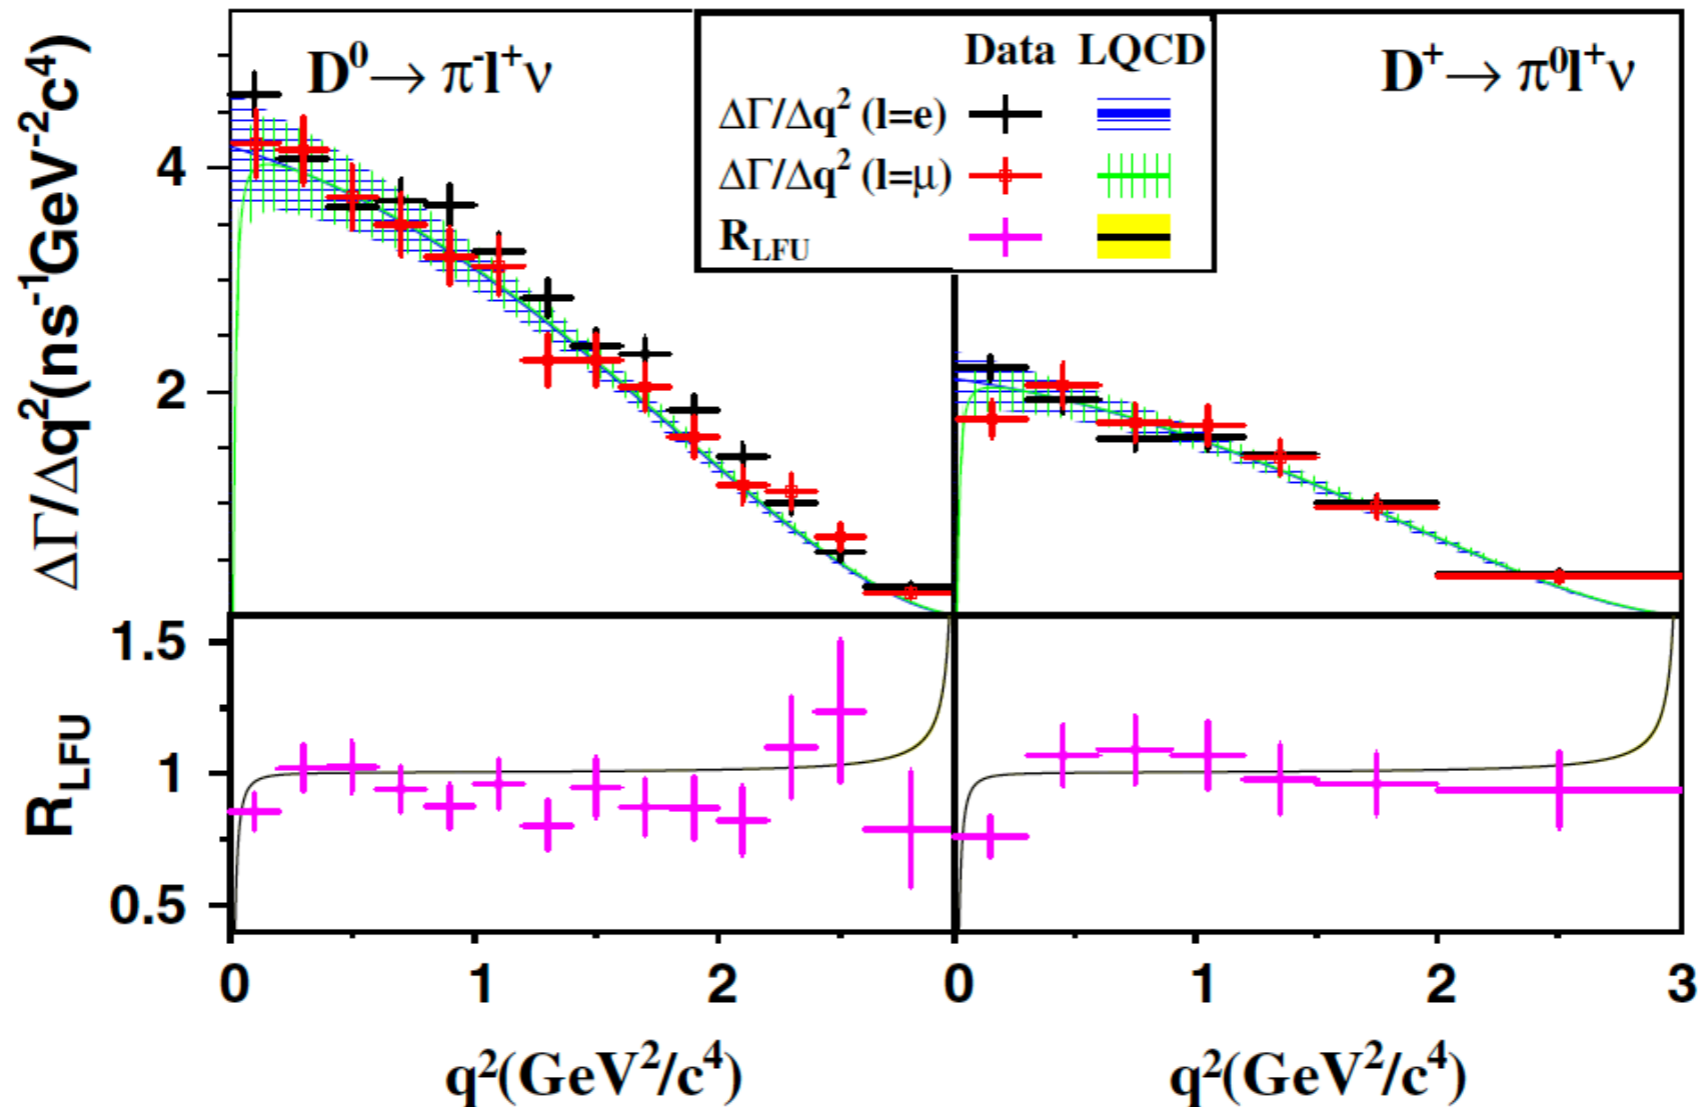 D⁰→ π⁻l⁺ν
Data LQCD
ΔΓ/Δq² (l=e)
ΔΓ/Δq² (l=μ)
R_LFU
D⁺→ π⁰l⁺ν
ΔΓ/Δq²(ns⁻¹GeV⁻²c⁴)
4
2
R_LFU
1.5
1
0.5
0 1 2 0 1 2 3
q²(GeV²/c⁴) q²(GeV²/c⁴)